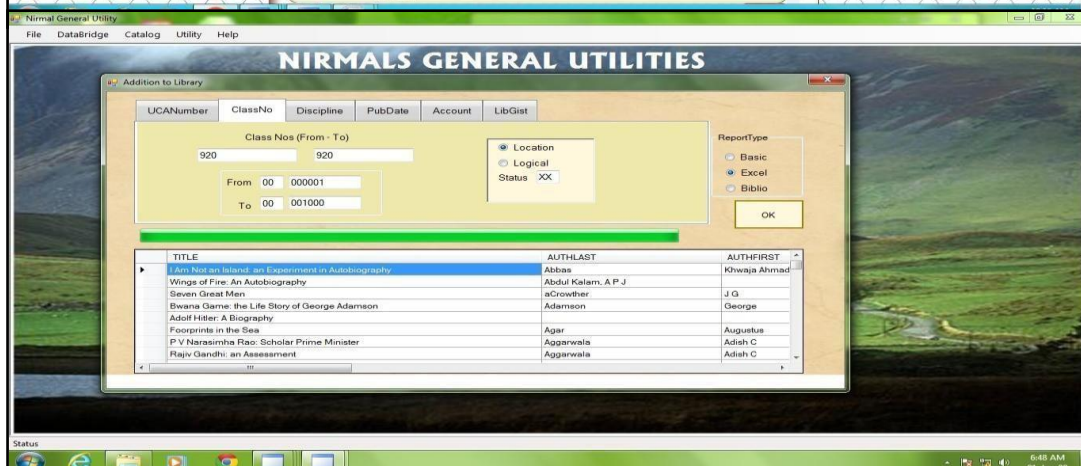 Nirmal General Utility
File DataBridge Catalog Utility Help
NIRMALS GENERAL UTILITIES
Addition to Library
UCANumber ClassNo Discipline PubDate Account LibGist
Class Nos (From - To)
920 920
From 00 000001
To 00 001000
Location
Logical
Status XX
ReportType
Basic
Excel
Biblio
OK
TITLE AUTHLAST AUTHFIRST
I Am Not an Island: an Experiment in Autobiography Abbas Khwaja Ahmad
Wings of Fire: An Autobiography Abdul Kalam, A P J
Seven Great Men aCrowther J G
Bwana Game: the Life Story of George Adamson Adamson George
Adolf Hitler: A Biography
Foorprints in the Sea Agar Augustus
P V Narasimha Rao: Scholar Prime Minister Aggarwala Adish C
Rajiv Gandhi: an Assessment Aggarwala Adish C
Status
6:48 AM